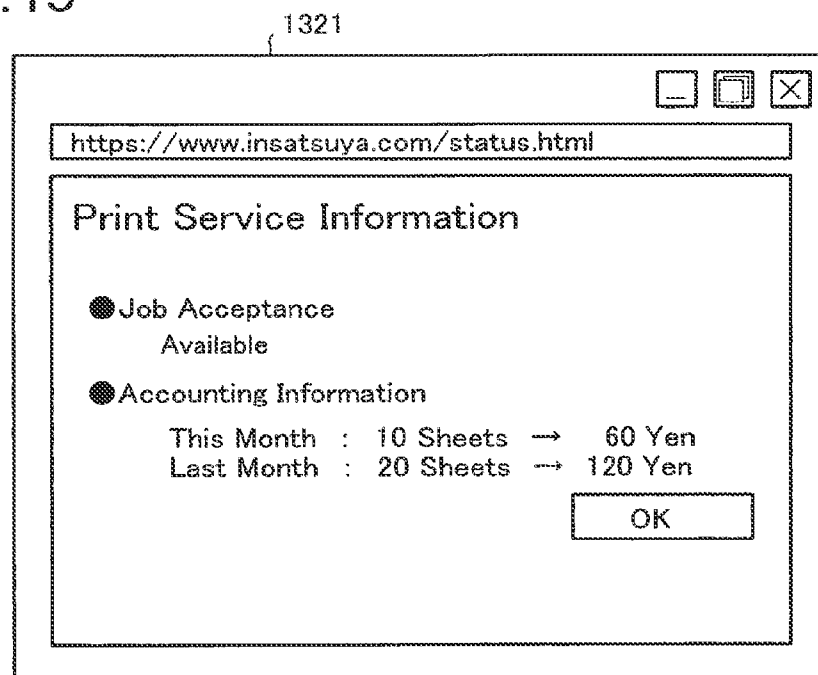 1321
https://www.insatsuya.com/status.html
Print Service Information
●Job Acceptance
Available
●Accounting Information
This Month : 10 Sheets → 60 Yen
Last Month : 20 Sheets → 120 Yen
OK